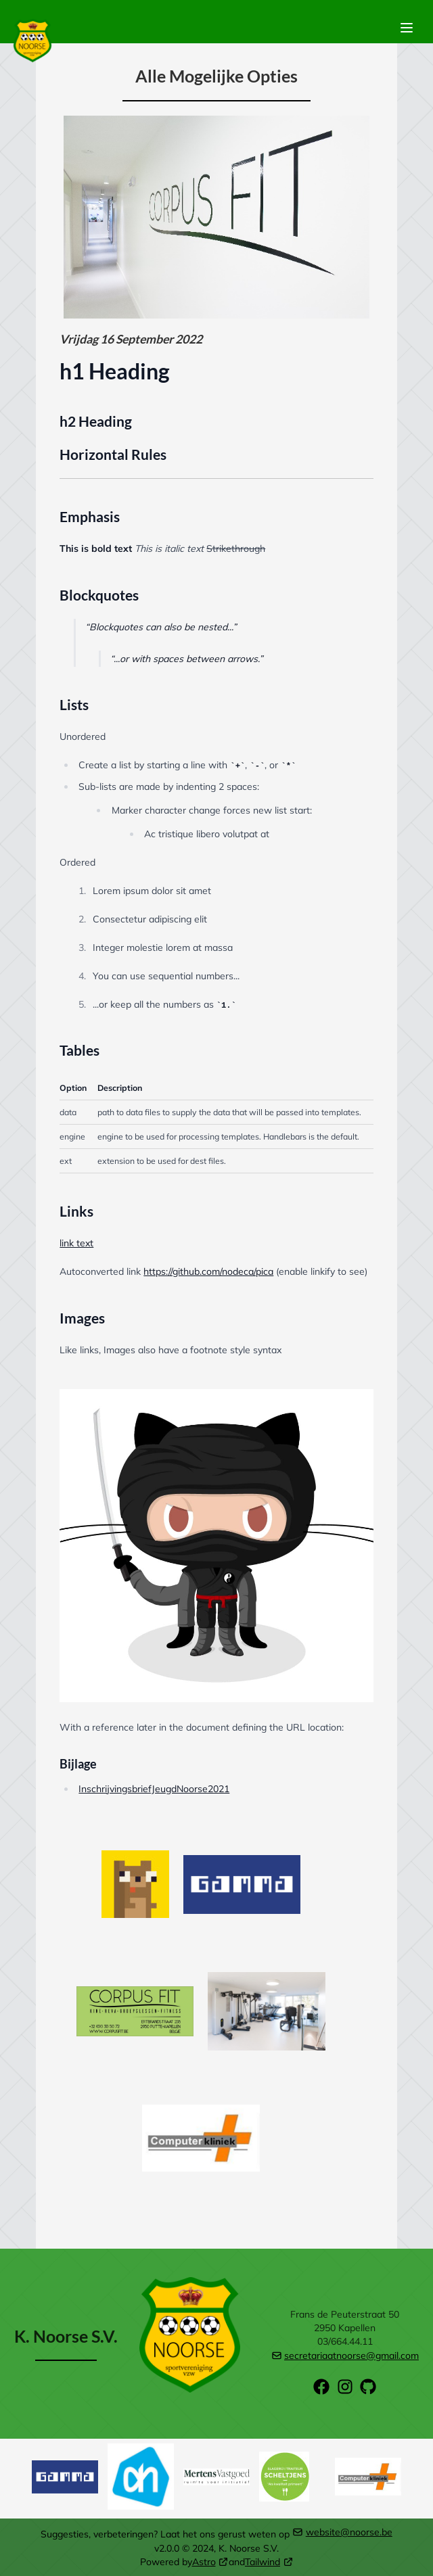 NOORSE
Alle Mogelijke Opties
CORPUS FIT
Vrijdag 16 September 2022
h1 Heading
h2 Heading
Horizontal Rules
Emphasis
This is bold text This is italic text Strikethrough
Blockquotes
“Blockquotes can also be nested...”
“...or with spaces between arrows.”
Lists
Unordered
Create a list by starting a line with `+`, `-`, or `*`
Sub-lists are made by indenting 2 spaces:
Marker character change forces new list start:
Ac tristique libero volutpat at
Ordered
1. Lorem ipsum dolor sit amet
2. Consectetur adipiscing elit
3. Integer molestie lorem at massa
4. You can use sequential numbers...
5. ...or keep all the numbers as `1.`
Tables
Option Description
data path to data files to supply the data that will be passed into templates.
engine engine to be used for processing templates. Handlebars is the default.
ext extension to be used for dest files.
Links
link text
Autoconverted link https://github.com/nodeca/pica (enable linkify to see)
Images
Like links, Images also have a footnote style syntax
With a reference later in the document defining the URL location:
Bijlage
InschrijvingsbriefJeugdNoorse2021
GAMMA
CORPUS FIT
KINE-REVA-GROEPSLESSEN-FITNESS
Computerkliniek
K. Noorse S.V.
NOORSE
sportvereniging
vzw
Frans de Peuterstraat 50
2950 Kapellen
03/664.44.11
secretariaatnoorse@gmail.com
GAMMA
ah
Mertens Vastgoed
SCHELTJENS
Computerkliniek
Suggesties, verbeteringen? Laat het ons gerust weten op website@noorse.be
v2.0.0 © 2024, K. Noorse S.V.
Powered by Astro and Tailwind